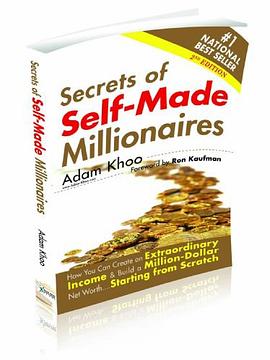 #1
NATIONAL
BEST SELLER
2ND EDITION
Secrets of
Self-Made
Millionaires
Adam Khoo
Foreword by Ron Kaufman
How You Can Create an Extraordinary
Income & Build a Million-Dollar
Net Worth.... Starting from Scratch
Secrets of Self-Made Millionaires
Adam Khoo